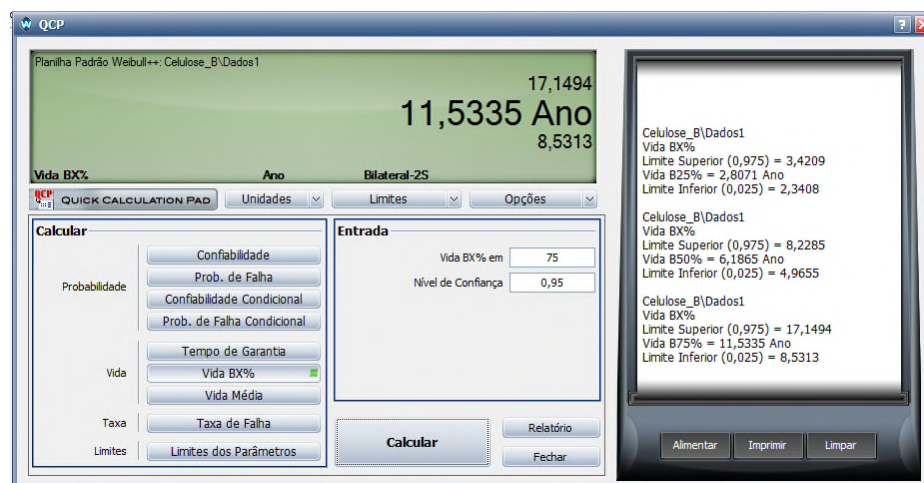 QCP
Planilha Padrão Weibull++: Celulose_B\Dados1
17,1494
11,5335 Ano
8,5313
Vida BX% Ano Bilateral-2S
QCP QUICK CALCULATION PAD Unidades Limites Opções
Calcular
Probabilidade
Confiabilidade
Prob. de Falha
Confiabilidade Condicional
Prob. de Falha Condicional
Vida
Tempo de Garantia
Vida BX%
Vida Média
Taxa
Taxa de Falha
Limites
Limites dos Parâmetros
Entrada
Vida BX% em 75
Nível de Confiança 0,95
Calcular
Relatório
Fechar
Celulose_B\Dados1
Vida BX%
Limite Superior (0,975) = 3,4209
Vida B25% = 2,8071 Ano
Limite Inferior (0,025) = 2,3408
Celulose_B\Dados1
Vida BX%
Limite Superior (0,975) = 8,2285
Vida B50% = 6,1865 Ano
Limite Inferior (0,025) = 4,9655
Celulose_B\Dados1
Vida BX%
Limite Superior (0,975) = 17,1494
Vida B75% = 11,5335 Ano
Limite Inferior (0,025) = 8,5313
Alimentar Imprimir Limpar